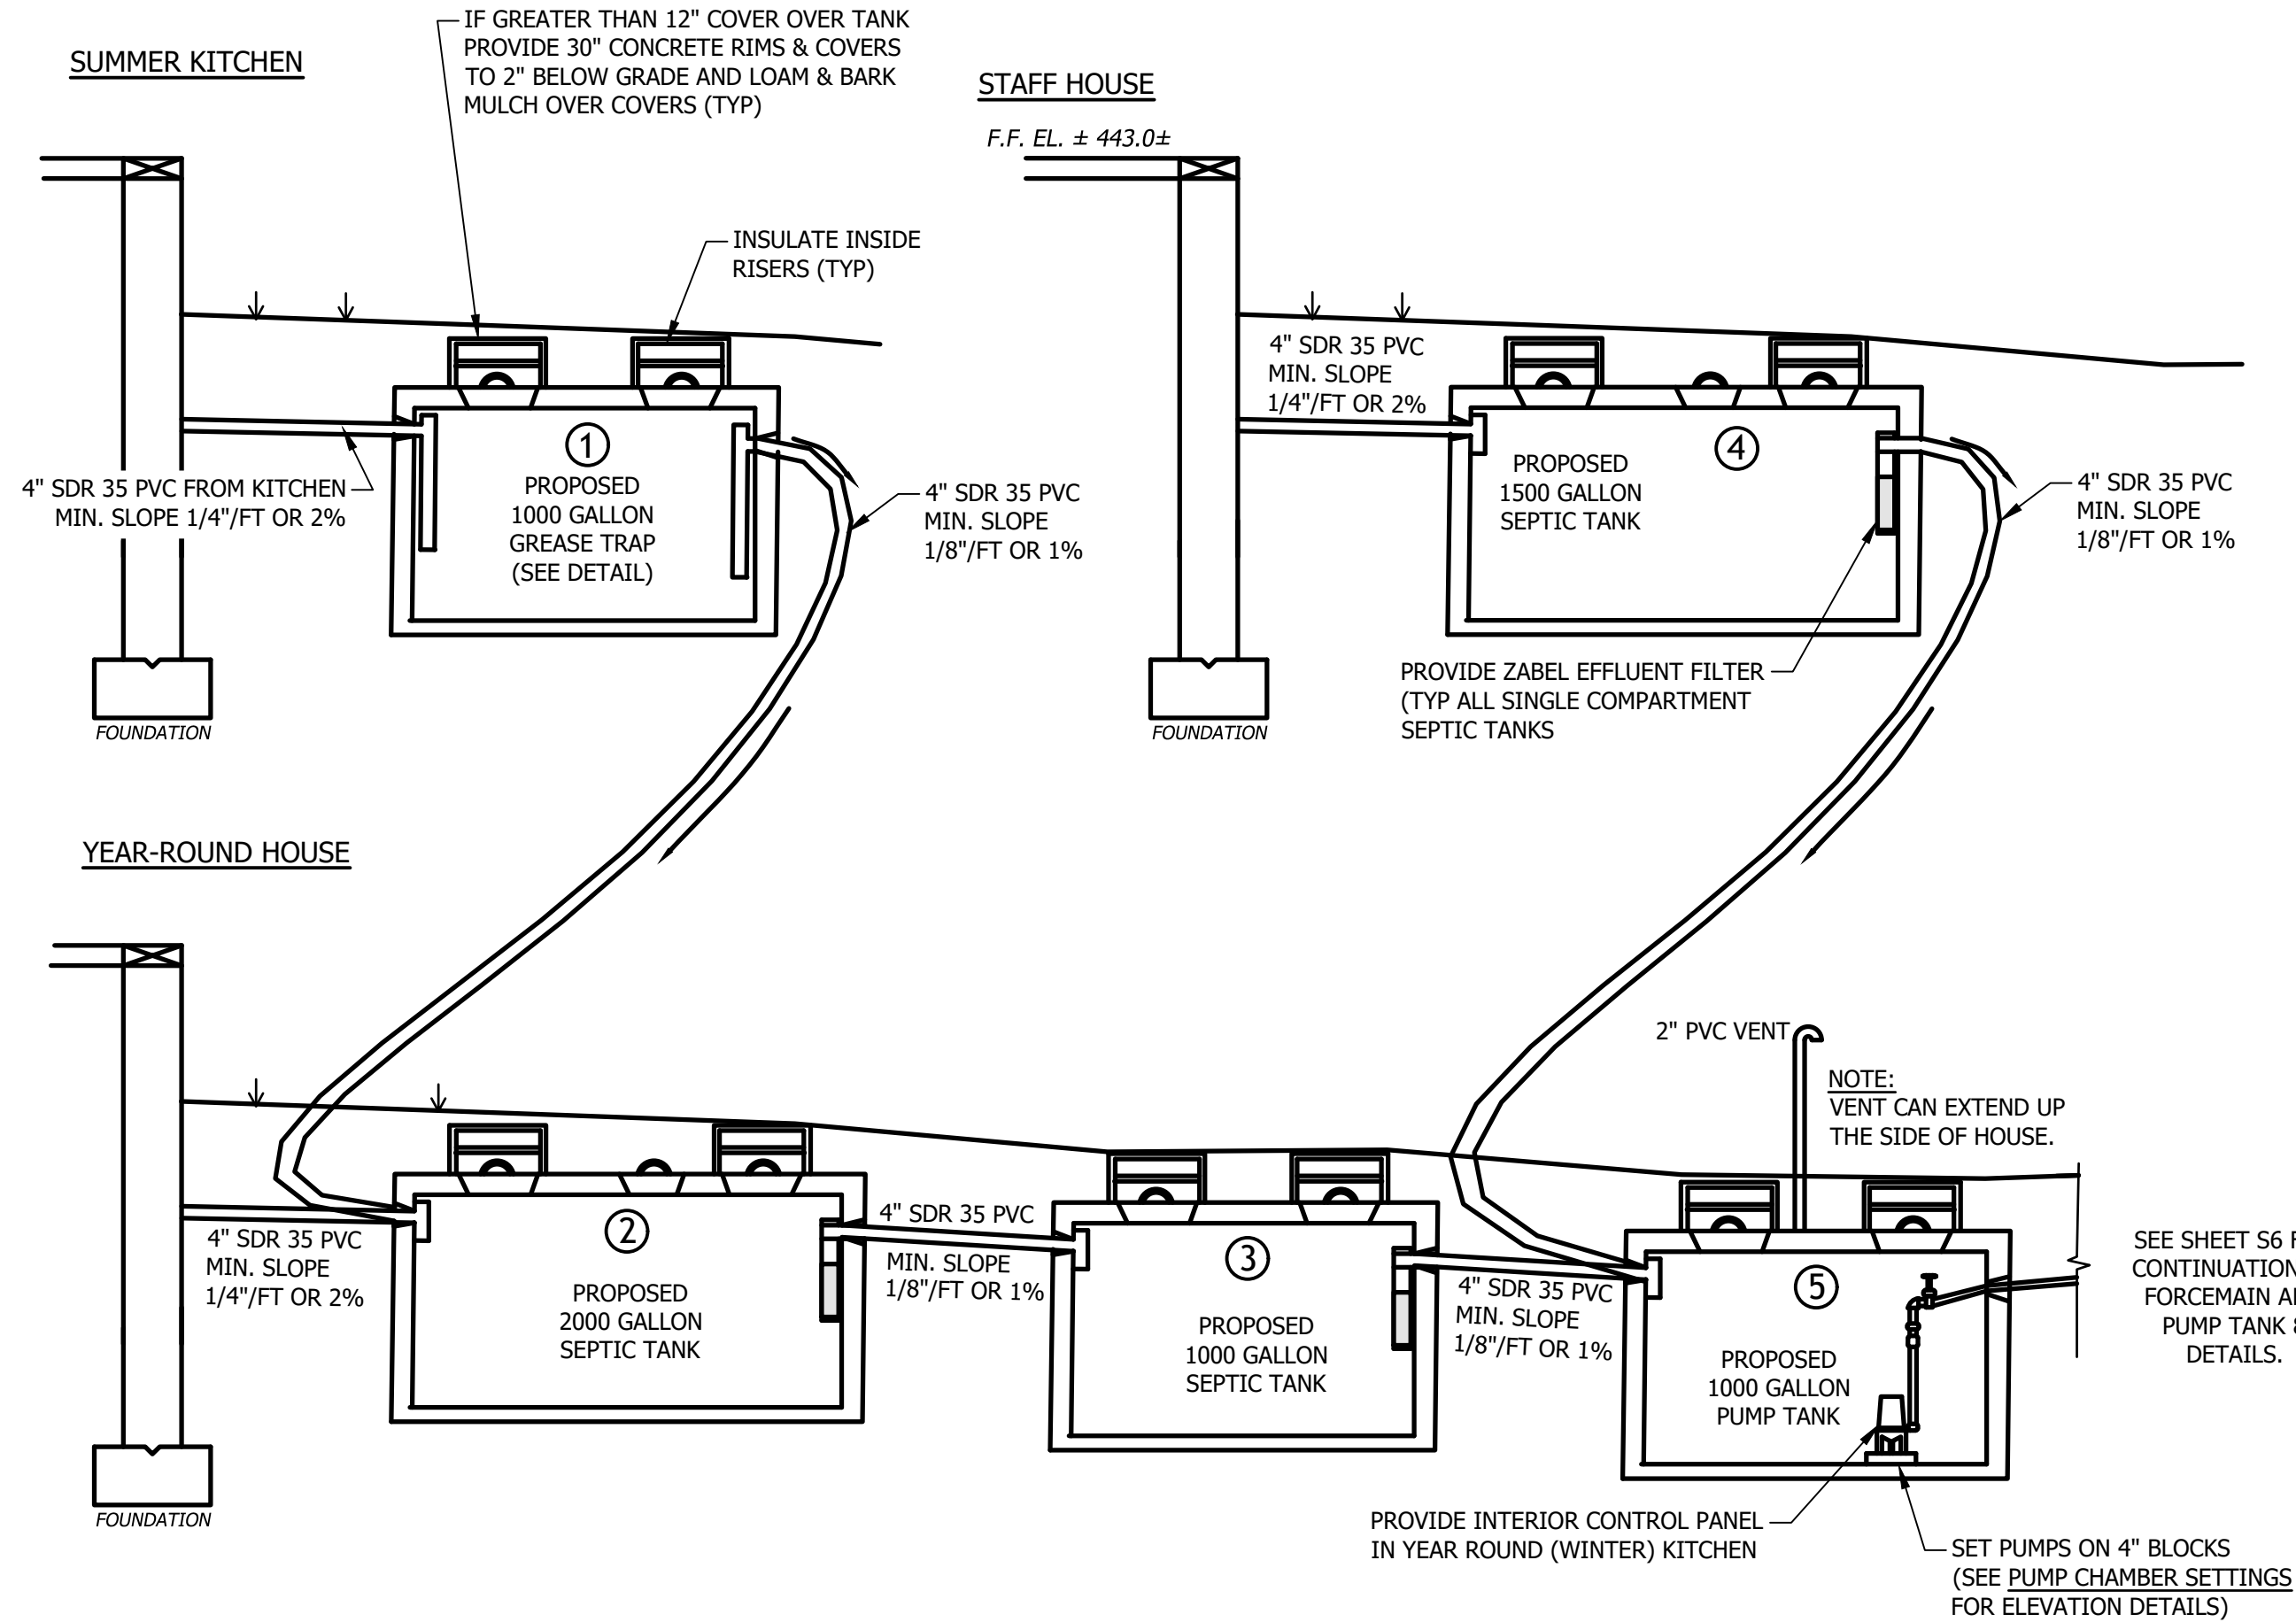 SUMMER KITCHEN
IF GREATER THAN 12" COVER OVER TANK
PROVIDE 30" CONCRETE RIMS & COVERS
TO 2" BELOW GRADE AND LOAM & BARK
MULCH OVER COVERS (TYP)
INSULATE INSIDE
RISERS (TYP)
4" SDR 35 PVC FROM KITCHEN
MIN. SLOPE 1/4"/FT OR 2%
1
PROPOSED
1000 GALLON
GREASE TRAP
(SEE DETAIL)
4" SDR 35 PVC
MIN. SLOPE
1/8"/FT OR 1%
FOUNDATION
STAFF HOUSE
F.F. EL. ± 443.0±
4" SDR 35 PVC
MIN. SLOPE
1/4"/FT OR 2%
4
PROPOSED
1500 GALLON
SEPTIC TANK
4" SDR 35 PVC
MIN. SLOPE
1/8"/FT OR 1%
PROVIDE ZABEL EFFLUENT FILTER
(TYP ALL SINGLE COMPARTMENT
SEPTIC TANKS
FOUNDATION
YEAR-ROUND HOUSE
4" SDR 35 PVC
MIN. SLOPE
1/4"/FT OR 2%
2
PROPOSED
2000 GALLON
SEPTIC TANK
4" SDR 35 PVC
MIN. SLOPE
1/8"/FT OR 1%
3
PROPOSED
1000 GALLON
SEPTIC TANK
4" SDR 35 PVC
MIN. SLOPE
1/8"/FT OR 1%
2" PVC VENT
NOTE:
VENT CAN EXTEND UP
THE SIDE OF HOUSE.
5
PROPOSED
1000 GALLON
PUMP TANK
SEE SHEET S6
CONTINUATION
FORCEMAIN
PUMP TANK
DETAILS.
PROVIDE INTERIOR CONTROL PANEL
IN YEAR ROUND (WINTER) KITCHEN
SET PUMPS ON 4" BLOCKS
(SEE PUMP CHAMBER SETTINGS
FOR ELEVATION DETAILS)
FOUNDATION